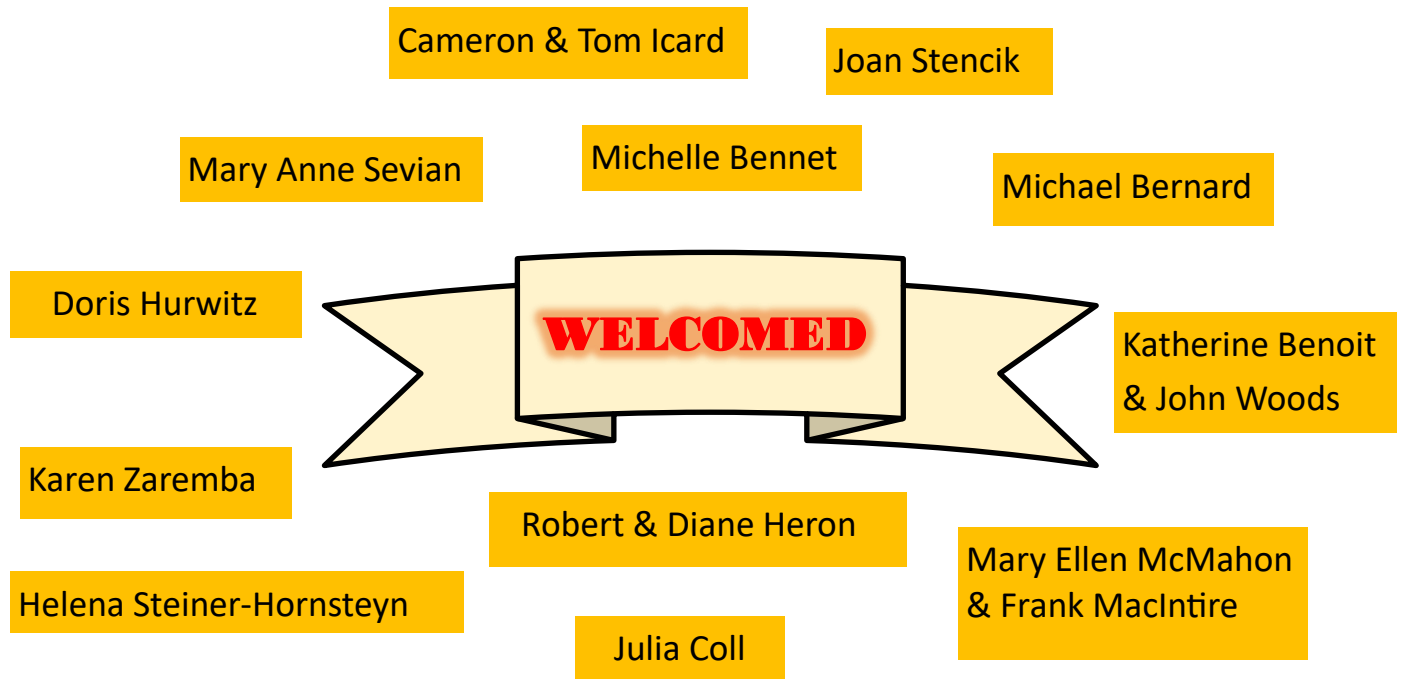 Cameron & Tom Icard
Joan Stencik
Mary Anne Sevian
Michelle Bennet
Michael Bernard
Doris Hurwitz
WELCOMED
Katherine Benoit
& John Woods
Karen Zaremba
Robert & Diane Heron
Mary Ellen McMahon
& Frank MacIntire
Helena Steiner-Hornsteyn
Julia Coll